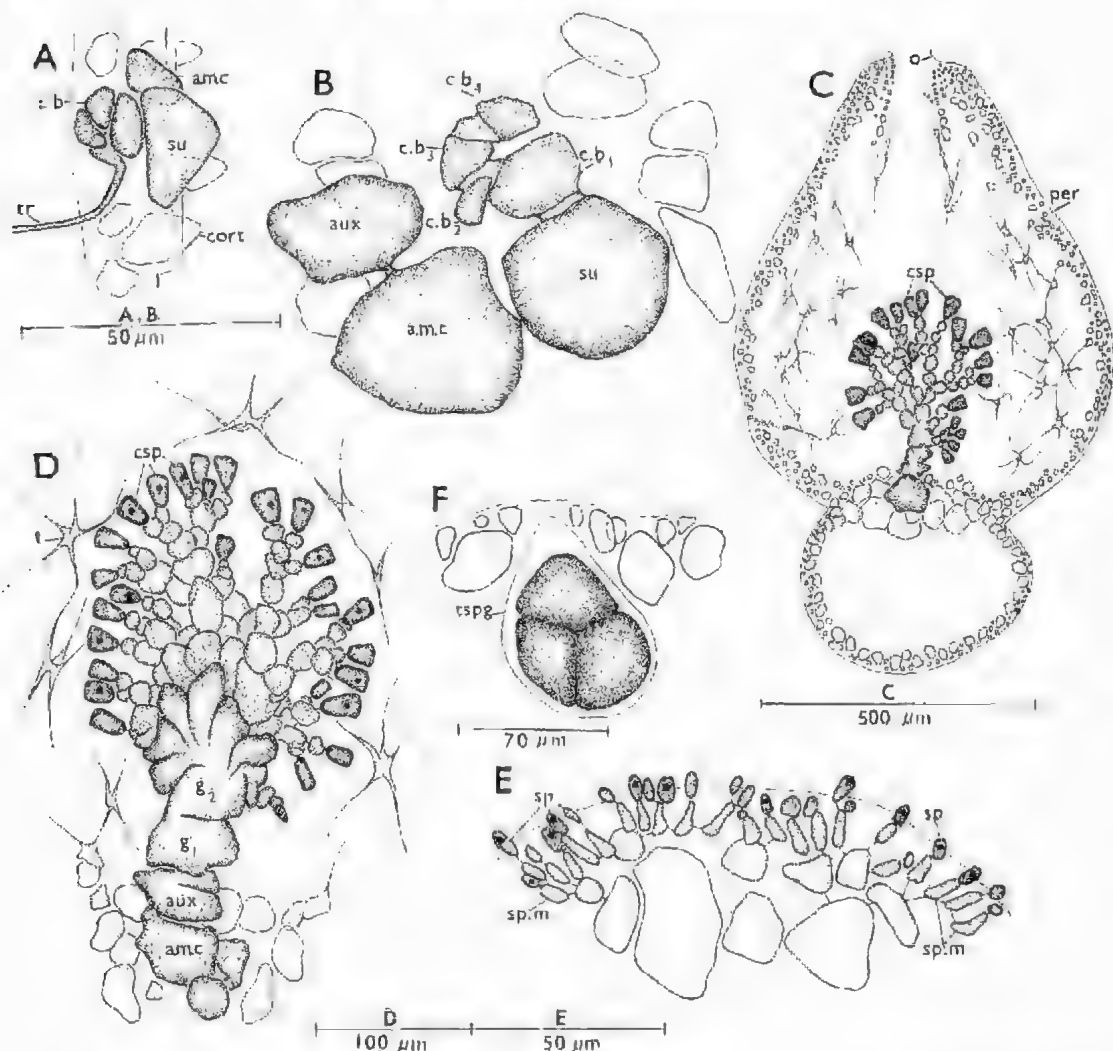 A
amc
c.b
su
tr
cort
A, B
50 µm
B
c.b4
c.b3
c.b1
c.b2
aux
su
a.m.c
C
o
per
csp.
C
500 µm
D
csp.
g2
g1
aux
amc
F
tspg
70 µm
E
sp.
sp
sp.m
sp.m
D
100 µm
E
50 µm